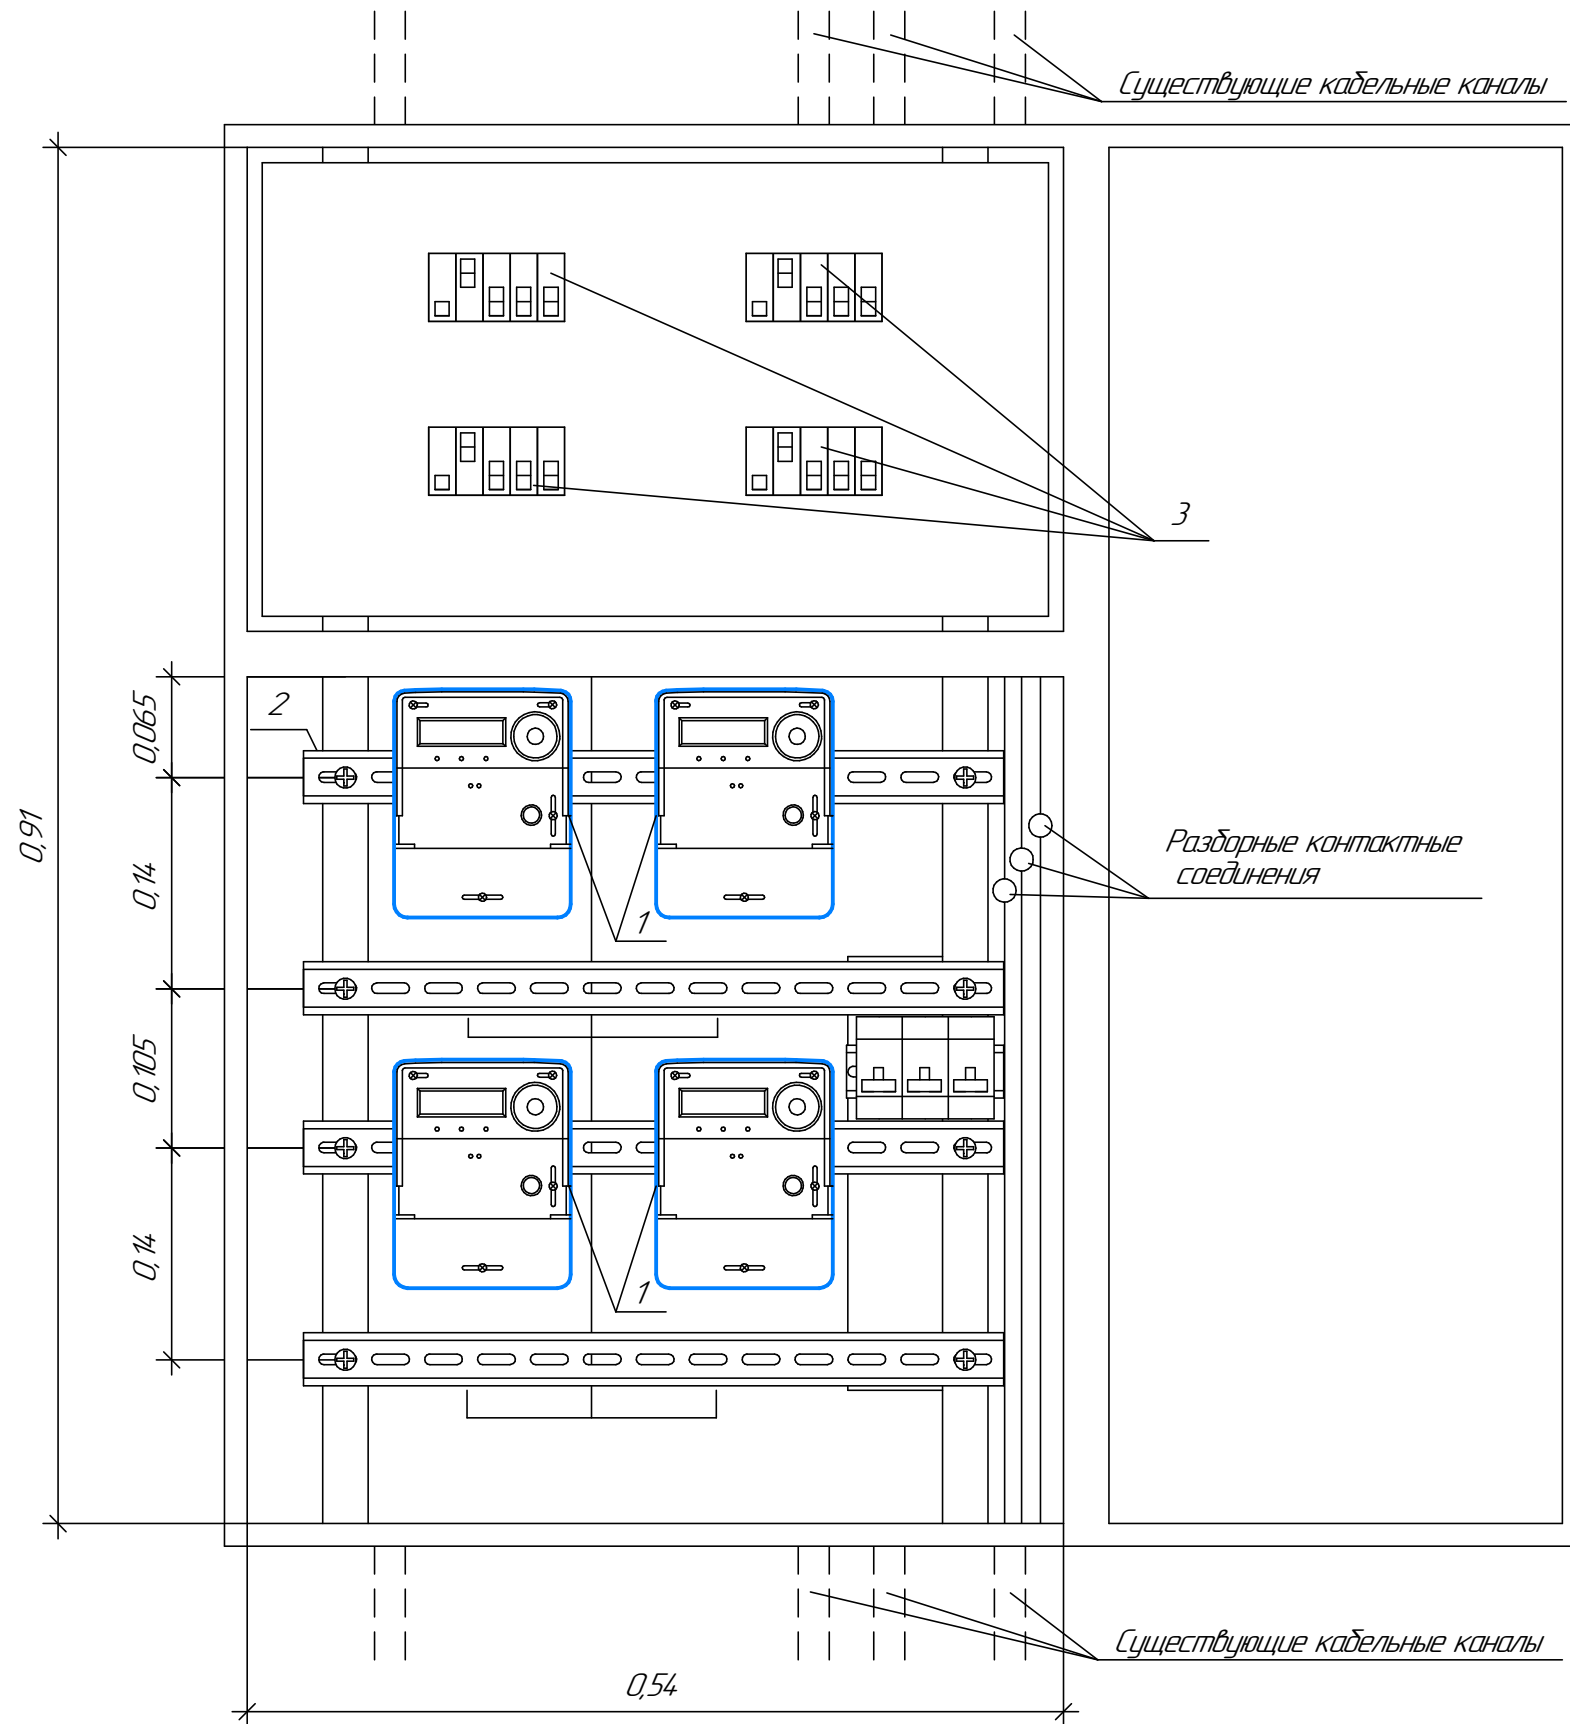 Существующие кабельные каналы
3
0,065
2
0,91
0,14
Разборные контактные
соединения
1
0,105
0,14
1
Существующие кабельные каналы
0,54